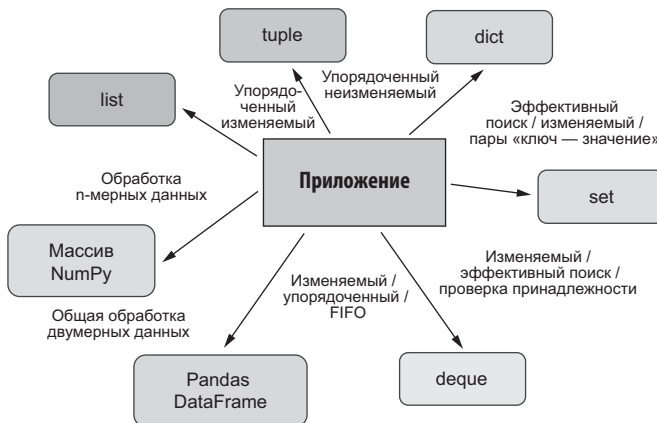 tuple
dict
list
Упорядо-
ченный
изменяемый
Упорядоченный
неизменяемый
Эффективный
поиск / изменяемый /
пары «ключ — значение»
Приложение
Обработка
n-мерных данных
set
Массив
NumPy
Изменяемый /
эффективный поиск /
проверка принадлежности
Изменяемый /
упорядоченный /
FIFO
Общая обработка
двумерных данных
Pandas
DataFrame
deque